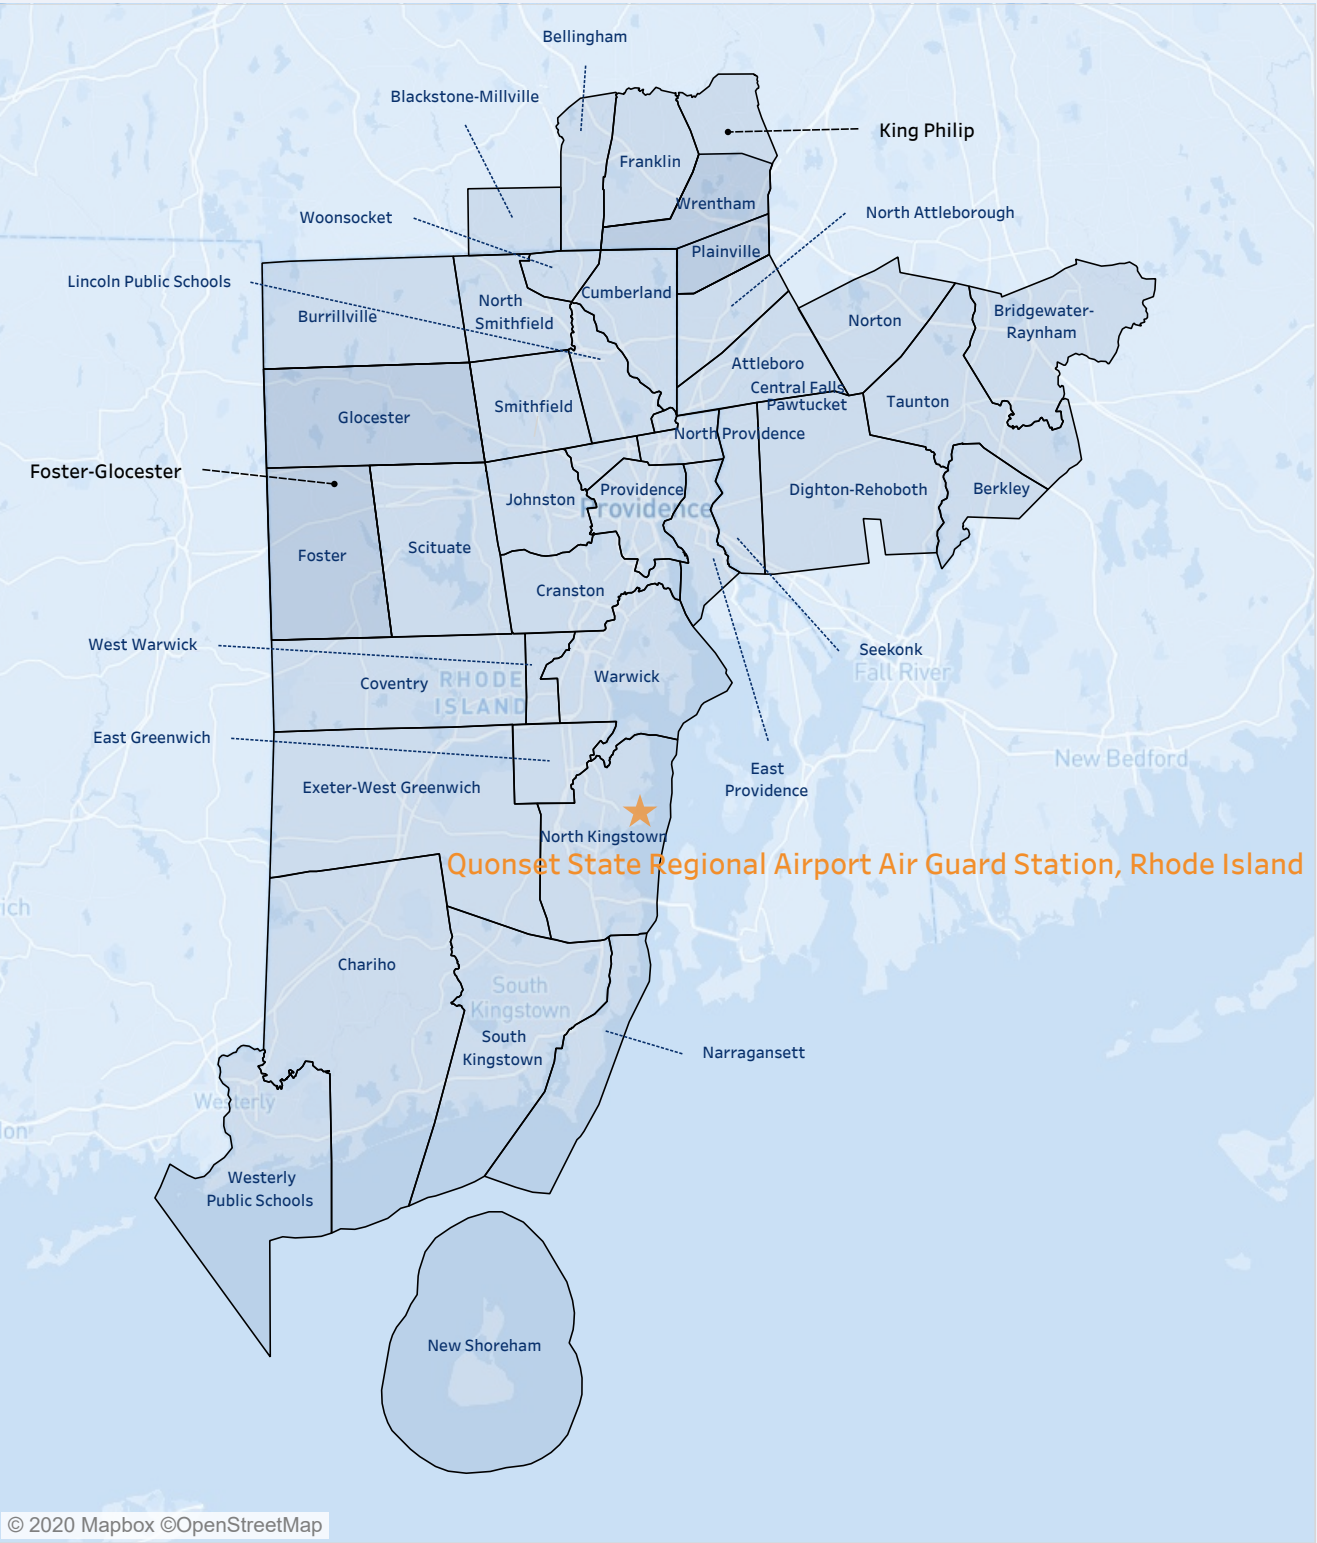 Bellingham
Blackstone-Millville
King Philip
Franklin
Wrentham
North Attleborough
Woonsocket
Plainville
Lincoln Public Schools
Cumberland
Burrillville
North
Smithfield
Norton
Bridgewater-
Raynham
Attleboro
Central Falls
Pawtucket
Taunton
Glocester
Smithfield
North Providence
Foster-Glocester
Johnston
Providence
Providence
Dighton-Rehoboth
Berkley
Foster
Scituate
Cranston
West Warwick
Seekonk
Fall River
Coventry
RHODE
ISLAND
Warwick
East Greenwich
New Bedford
East
Providence
Exeter-West Greenwich
North Kingstown
Quonset State Regional Airport Air Guard Station, Rhode Island
ich
Chariho
South
Kingstown
South
Kingstown
Narragansett
Westerly
don
Westerly
Public Schools
New Shoreham
© 2020 Mapbox ©OpenStreetMap